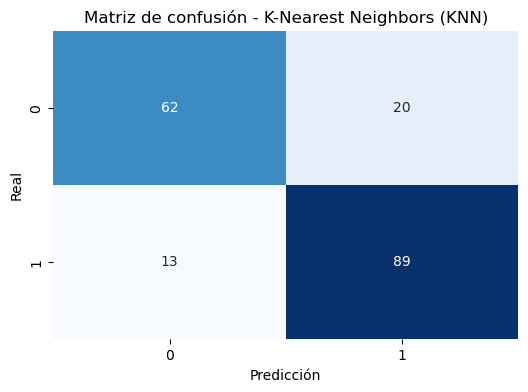 Matriz de confusión - K-Nearest Neighbors (KNN)
0
62
20
Real
1
13
89
0
1
Predicción